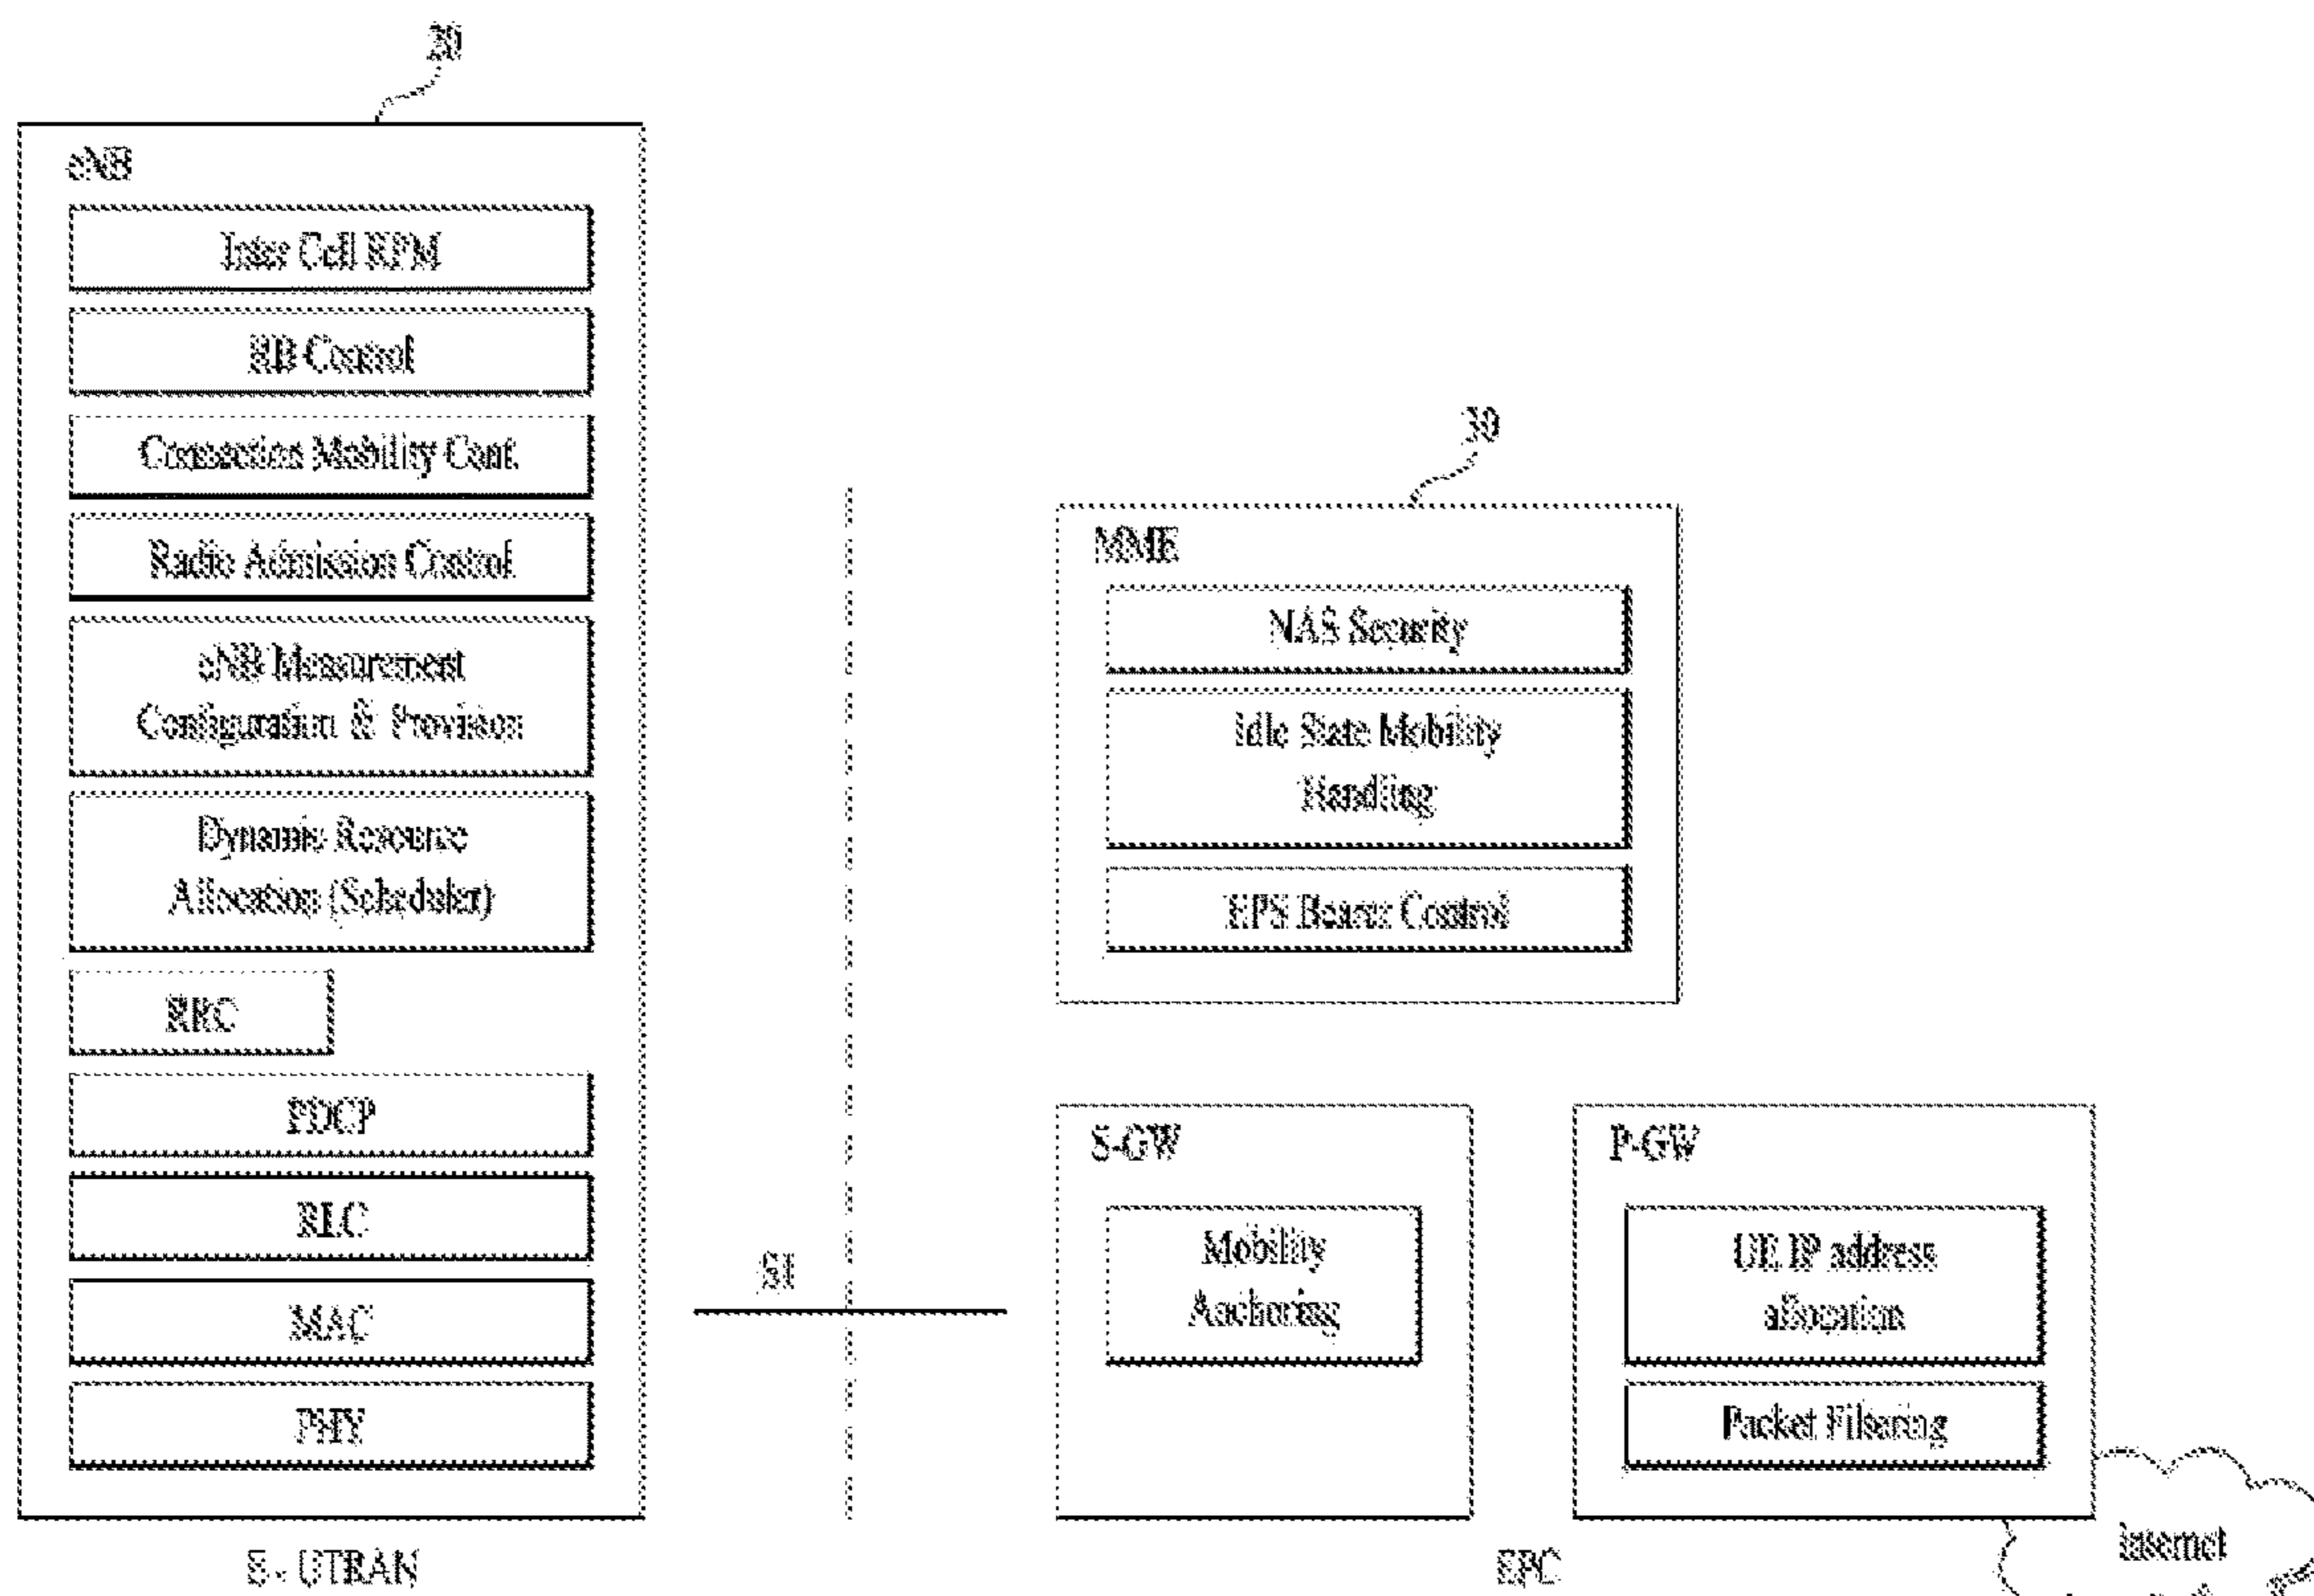 20
eNB
Inter Cell RPM
RB Control
Connection Mobility Cont.
Radio Admission Control
eNB Measurement
Configuration & Provision
Dynamic Resource
Allocation (Scheduler)
RRC
PDCP
RLC
MAC
PHY
E - UTRAN
S1
30
MME
NAS Security
Idle State Mobility
Handling
EPS Bearer Control
S-GW
Mobility
Anchoring
P-GW
UE IP address
allocation
Packet Filtering
EPC
internet